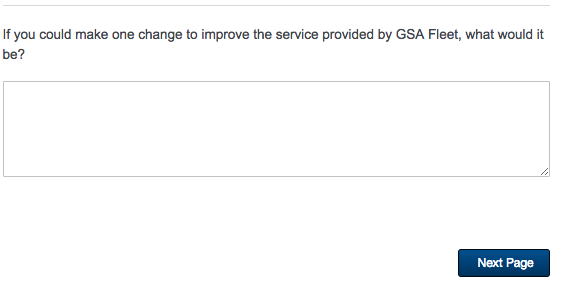 If you could make one change to improve the service provided by GSA Fleet, what would it
be?
Next Page